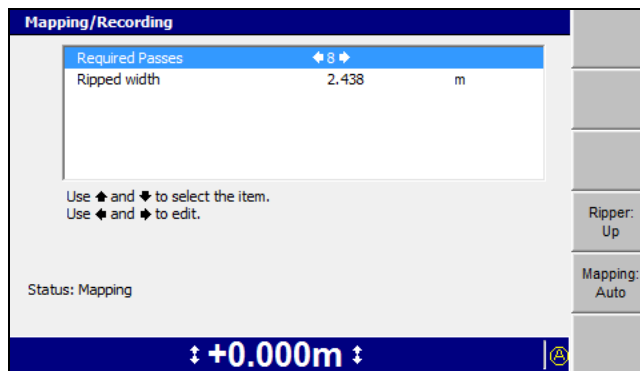 Mapping/Recording
Required Passes 8
Ripped width 2.438 m
Use ↑ and ↓ to select the item.
Use ← and → to edit.
Ripper:
Up
Mapping:
Auto
Status: Mapping
↕ +0.000m ↕
A